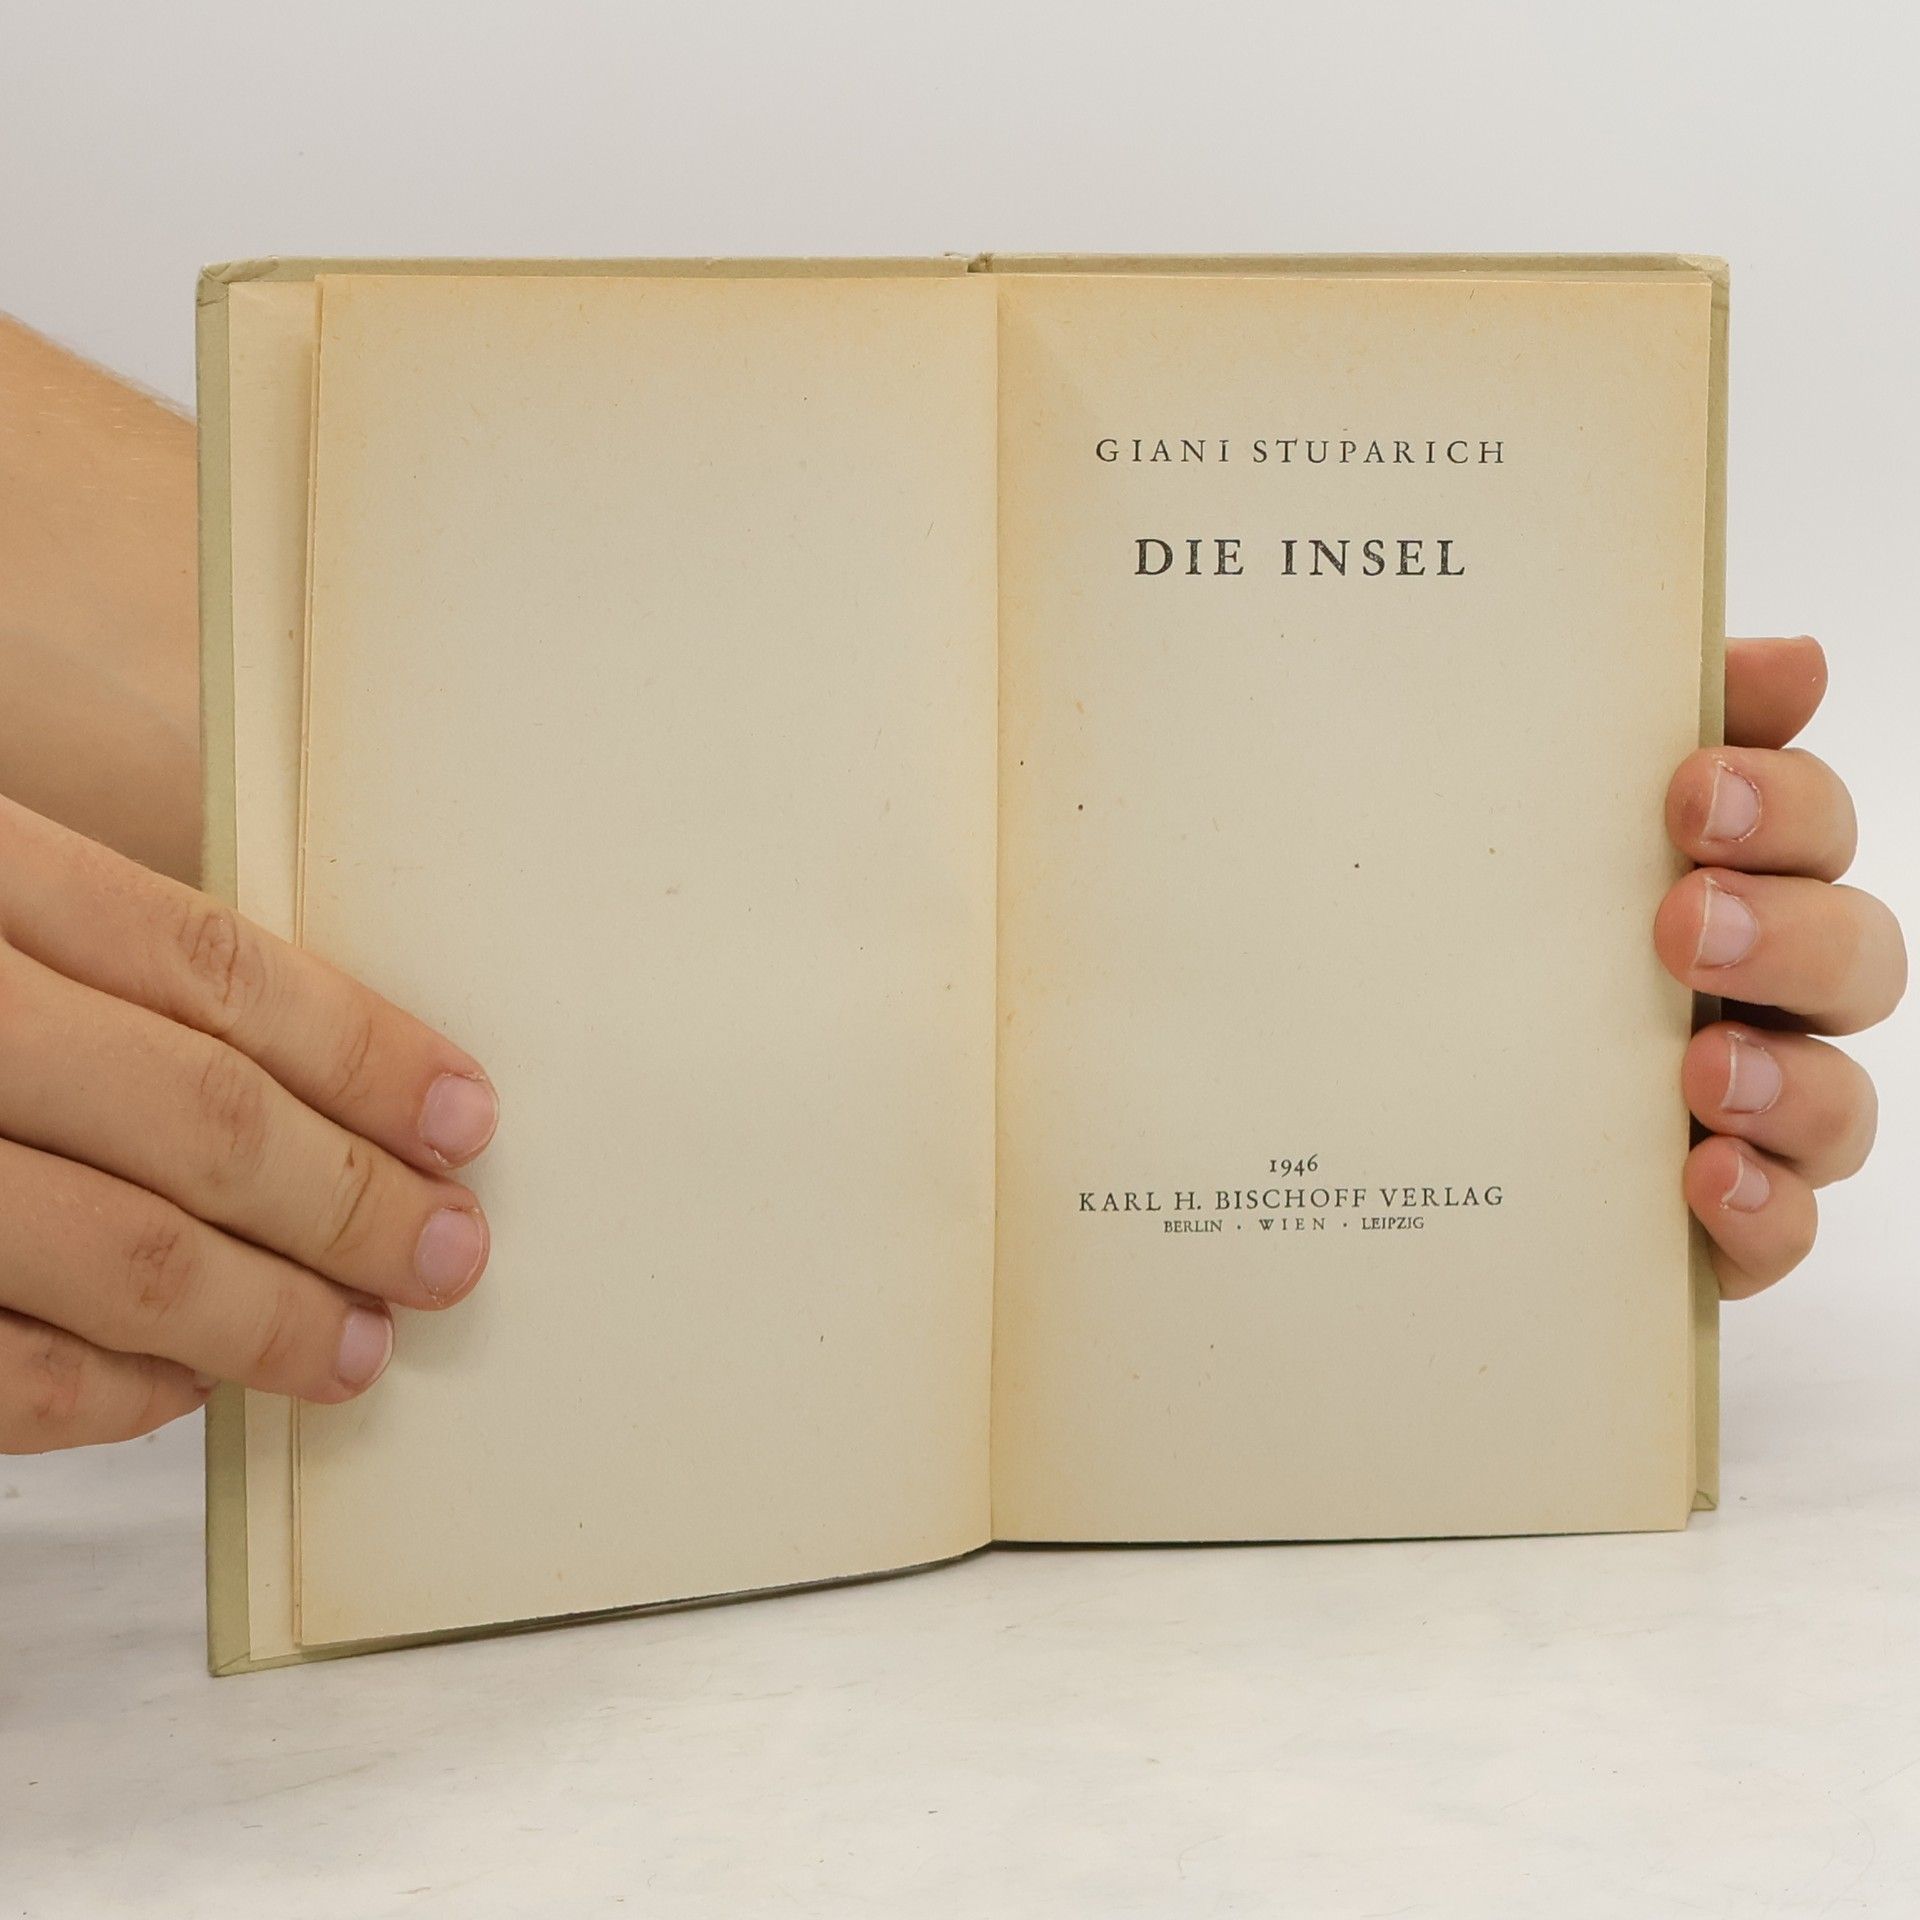 GIANI STUPARICH
DIE INSEL
1946
KARL H. BISCHOFF VERLAG
BERLIN · WIEN · LEIPZIG